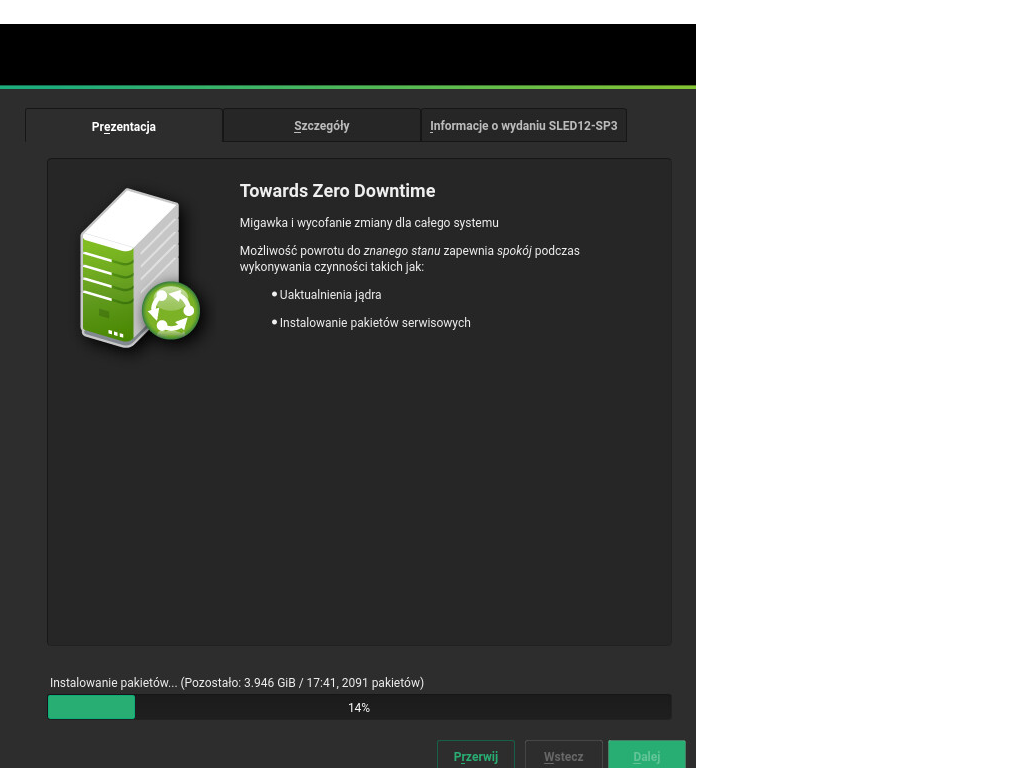 Prezentacja
Szczegóły
Informacje o wydaniu SLED12-SP3
Towards Zero Downtime
Migawka i wycofanie zmiany dla całego systemu
Możliwość powrotu do znanego stanu zapewnia spokój podczas
wykonywania czynności takich jak:
• Uaktualnienia jądra
• Instalowanie pakietów serwisowych
Instalowanie pakietów... (Pozostało: 3.946 GiB / 17:41, 2091 pakietów)
14%
Przerwij
Wstecz
Dalej